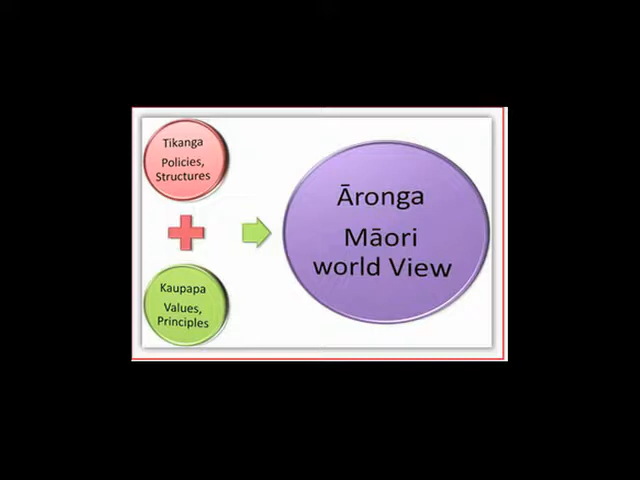 Tikanga
Policies,
Structures
Kaupapa
Values,
Principles
Āronga
Māori
world View